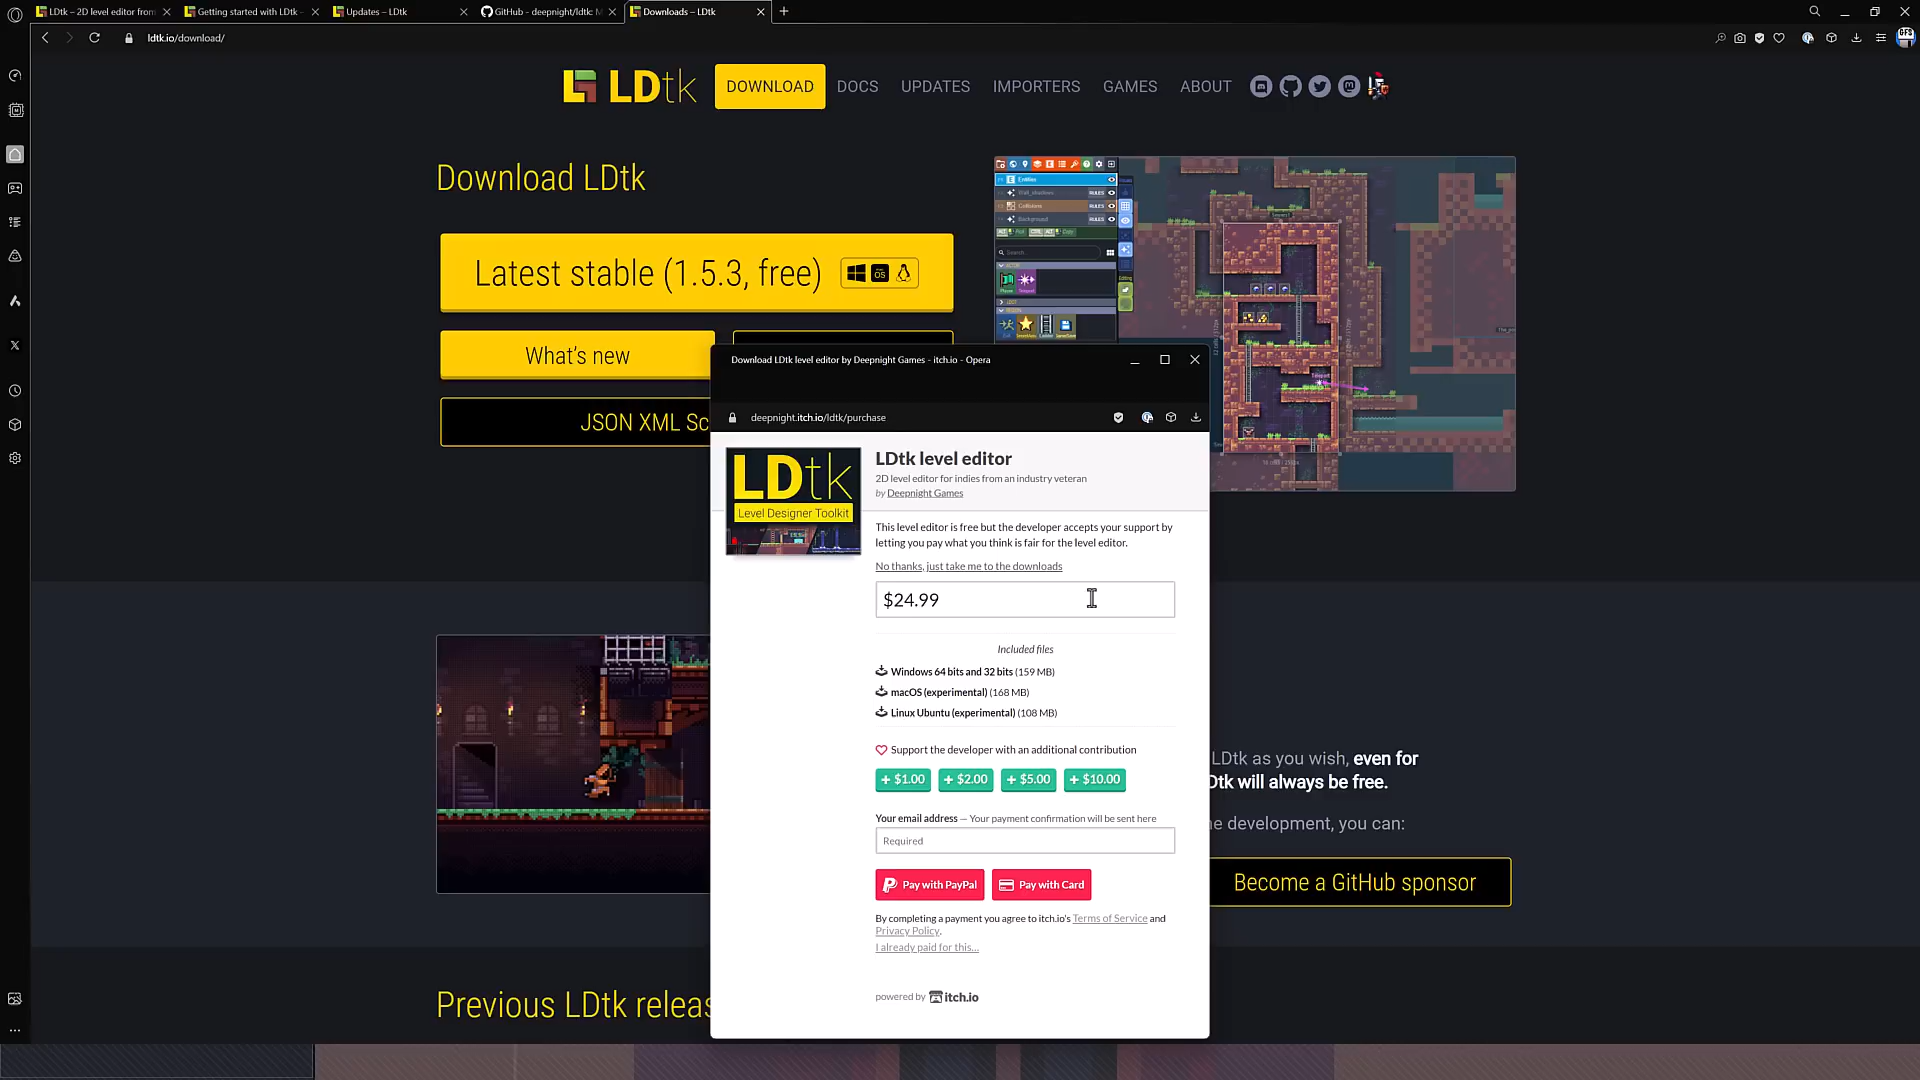 LDtk – 2D level editor from
Getting started with LDtk –
Updates – LDtk
GitHub - deepnight/ldtk: M
Downloads – LDtk
ldtk.io/download/
LDtk
DOWNLOAD
DOCS
UPDATES
IMPORTERS
GAMES
ABOUT
Download LDtk
Latest stable (1.5.3, free)
What's new
JSON XML Sc
Entities
Wall_shadows
RULES
Collisions
RULES
Background
RULES
Search...
Download LDtk level editor by Deepnight Games - itch.io - Opera
deepnight.itch.io/ldtk/purchase
LDtk
Level Designer Toolkit
LDtk level editor
2D level editor for indies from an industry veteran
by Deepnight Games
This level editor is free but the developer accepts your support by
letting you pay what you think is fair for the level editor.
No thanks, just take me to the downloads
$24.99
Included files
Windows 64 bits and 32 bits (159 MB)
macOS (experimental) (168 MB)
Linux Ubuntu (experimental) (108 MB)
Support the developer with an additional contribution
+ $1.00
+ $2.00
+ $5.00
+ $10.00
Your email address — Your payment confirmation will be sent here
Required
Pay with PayPal
Pay with Card
By completing a payment you agree to itch.io's Terms of Service and
Privacy Policy.
I already paid for this...
powered by itch.io
LDtk as you wish, even for
Dtk will always be free.
e development, you can:
Become a GitHub sponsor
Previous LDtk releas